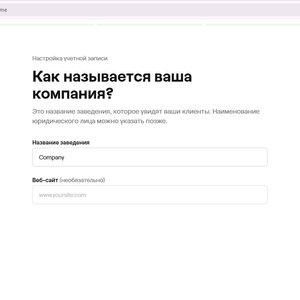 me
Настройка учетной записи
Как называется ваша
компания?
Это название заведения, которое увидят ваши клиенты. Наименование
юридического лица можно указать позже.
Название заведения
Company
Веб-сайт (необязательно)
www.yoursite.com